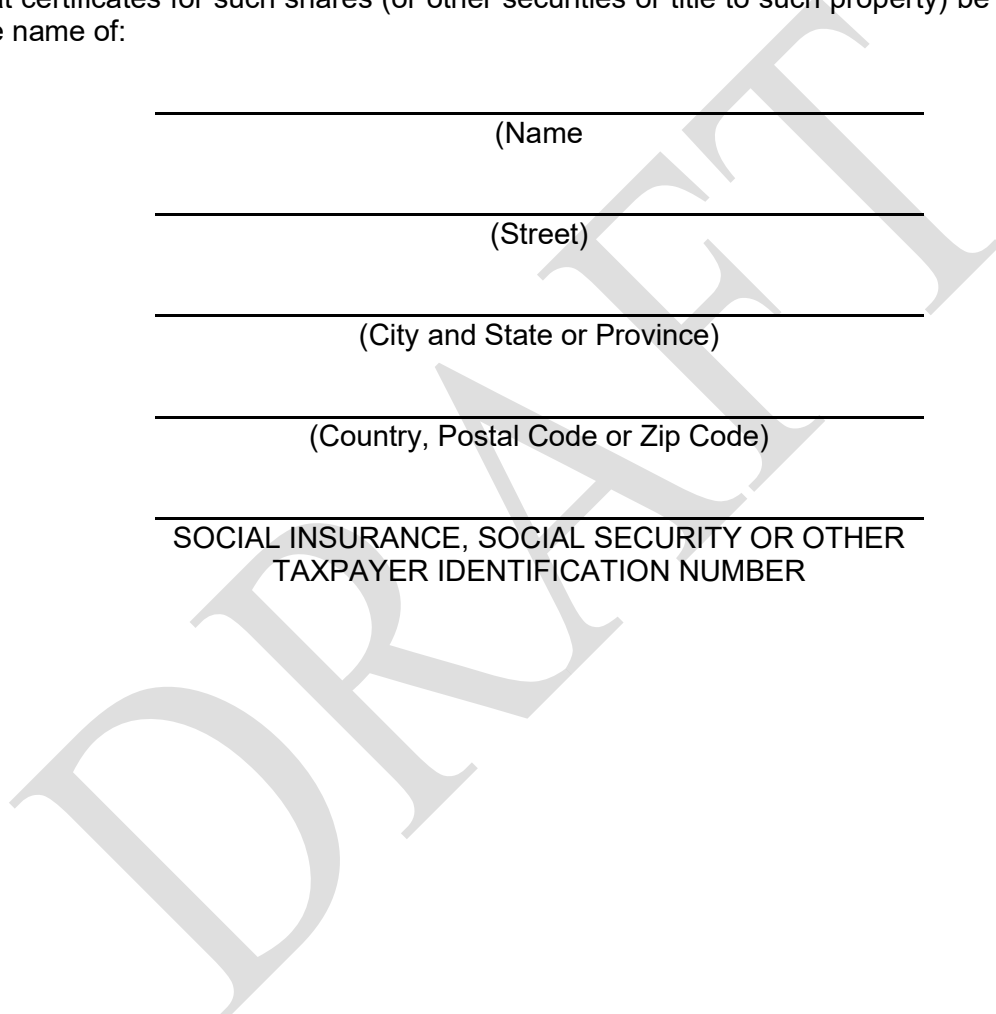 certificates for such shares (or other securities or title to such property) be
name of:
(Name
(Street)
(City and State or Province)
(Country, Postal Code or Zip Code)
SOCIAL INSURANCE, SOCIAL SECURITY OR OTHER
TAXPAYER IDENTIFICATION NUMBER
DRAFT